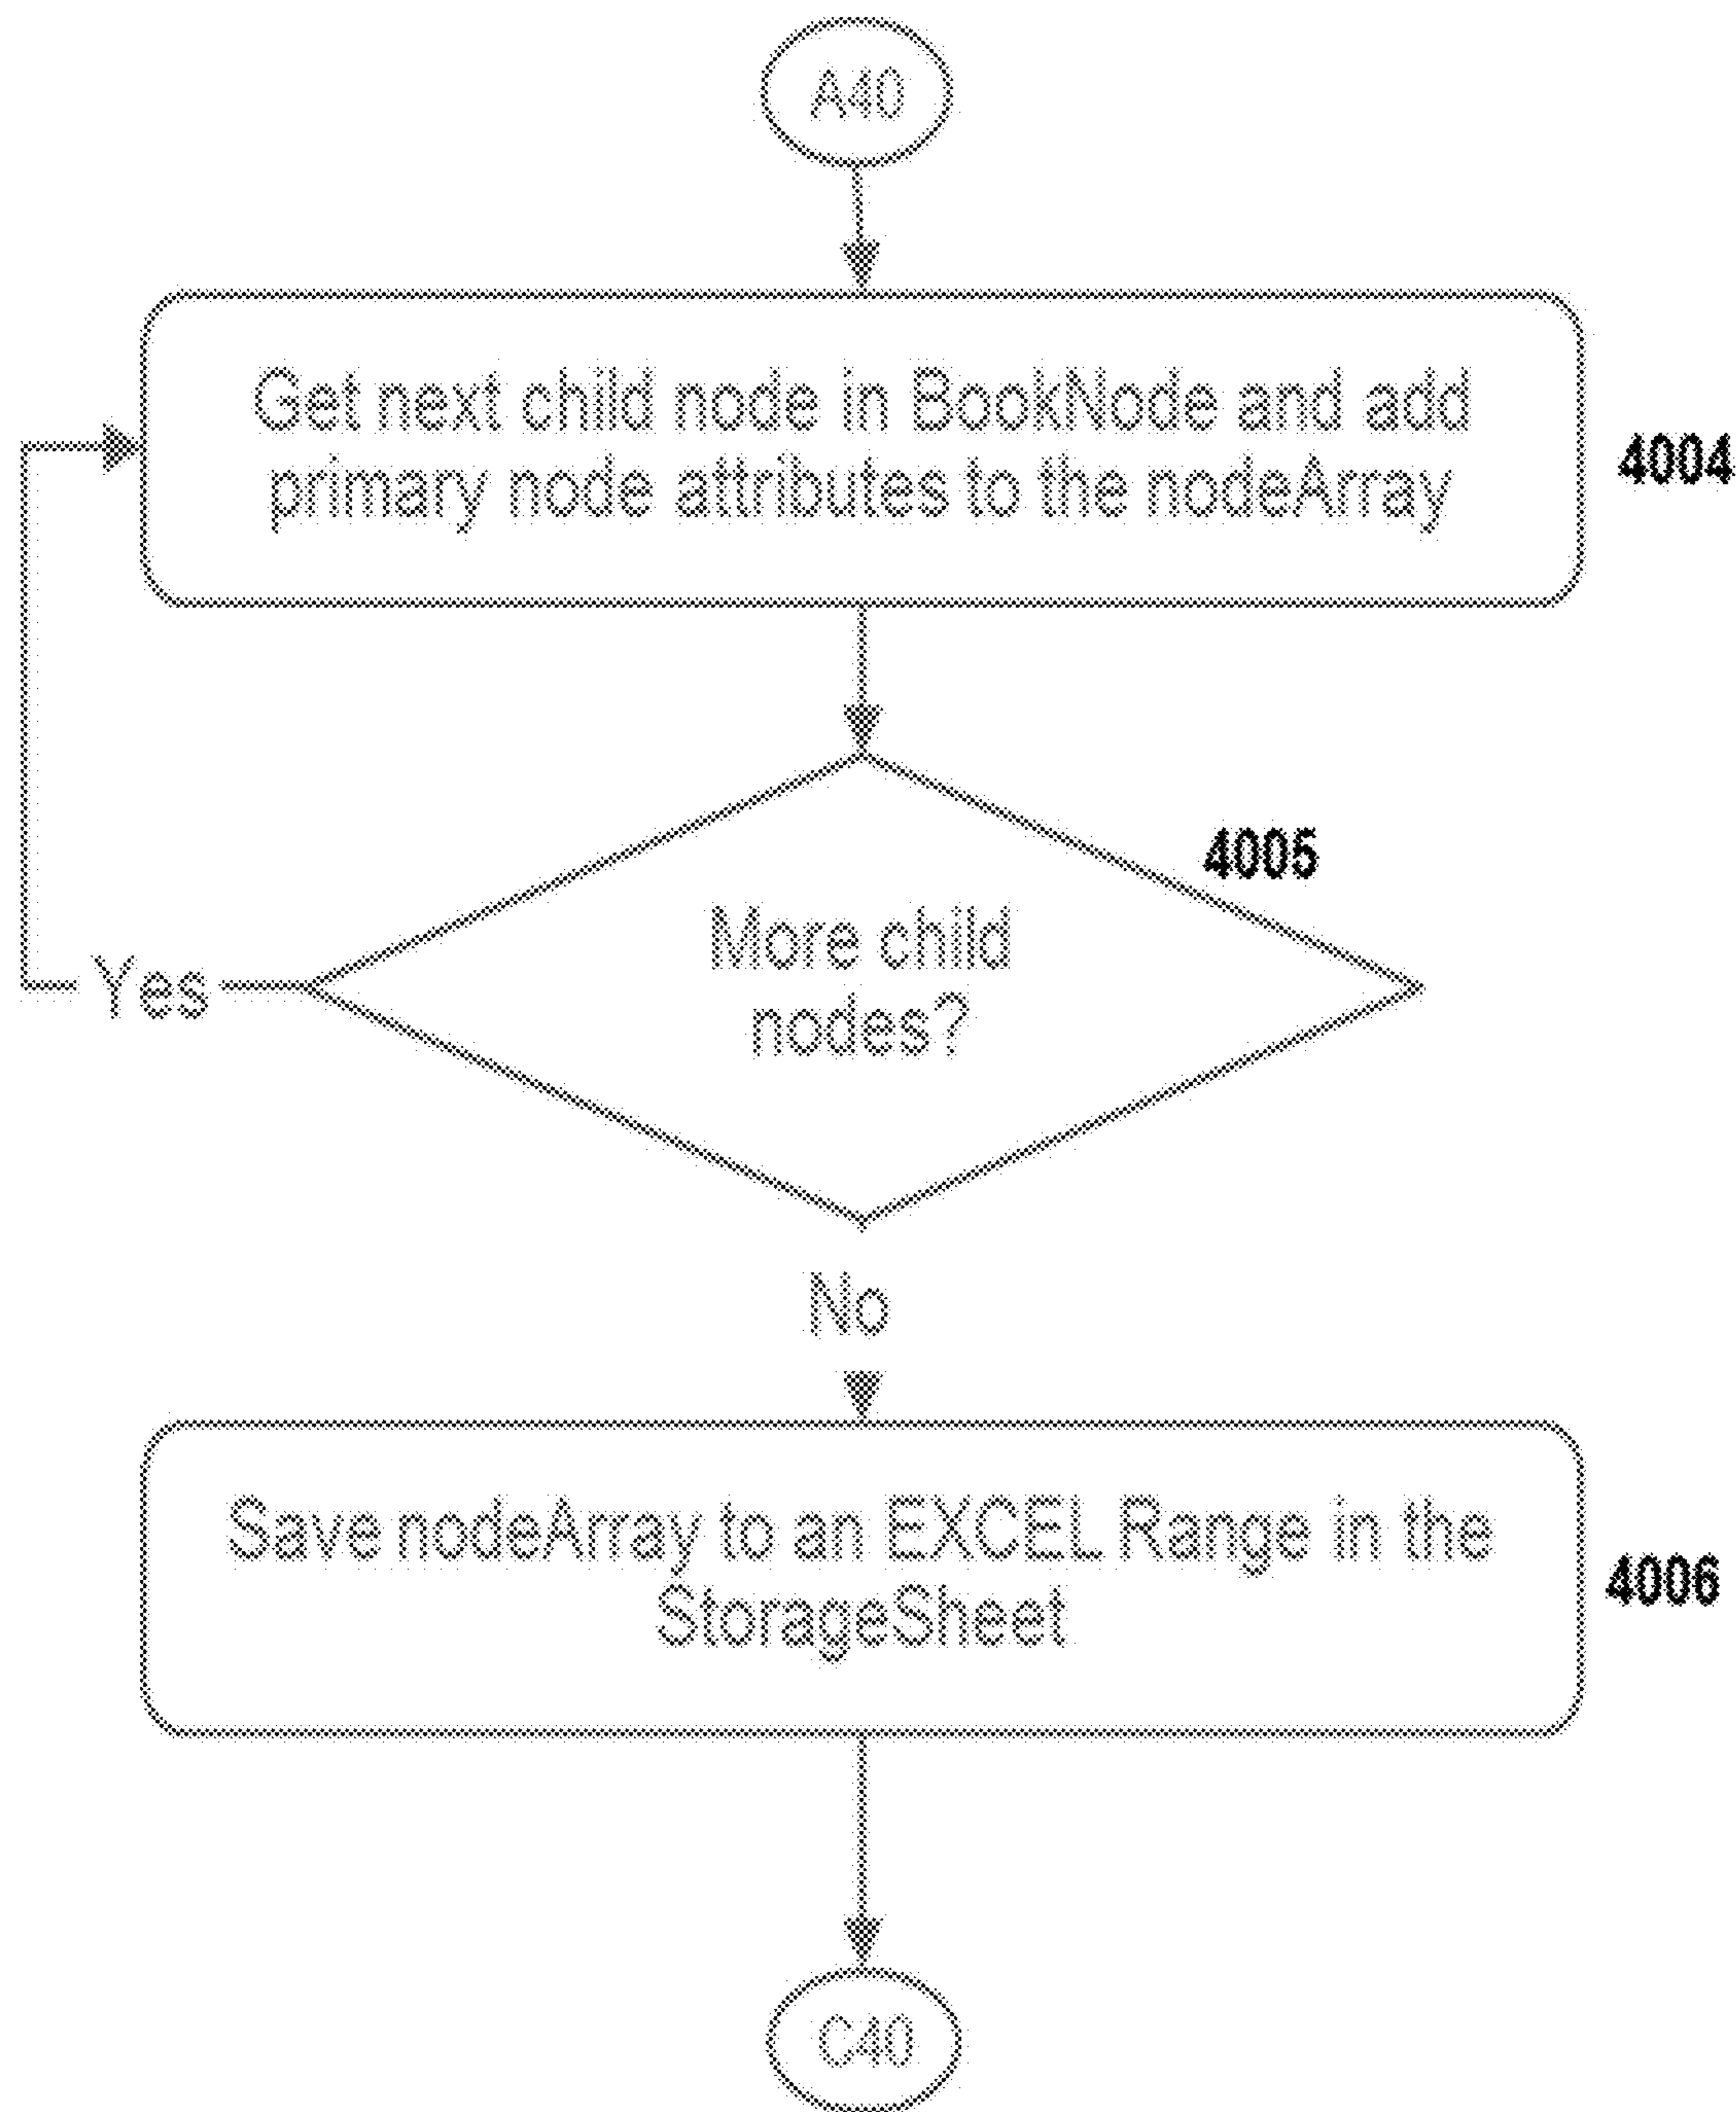 A40
Get next child node in BookNode and add
primary node attributes to the nodeArray
4004
4005
More child
nodes?
Yes
No
Save nodeArray to an EXCEL Range in the
StorageSheet
4006
C40